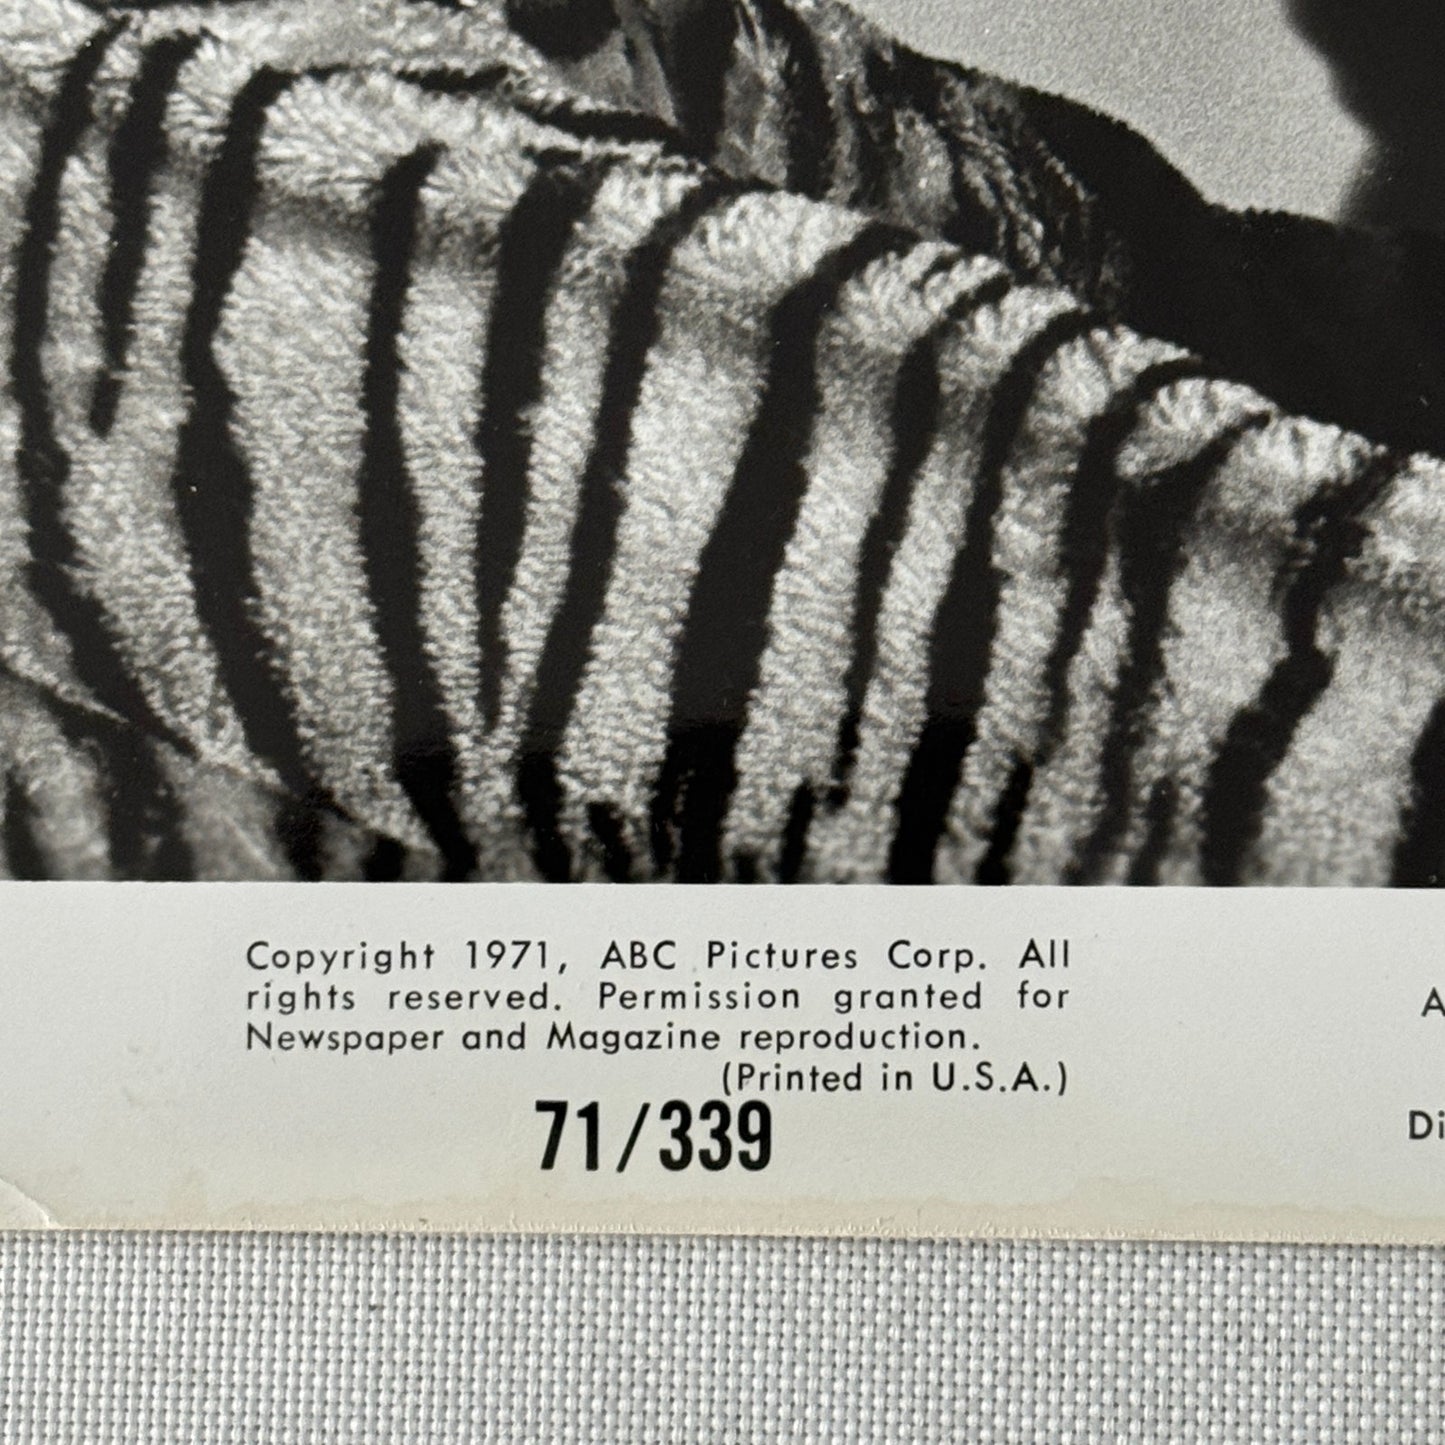 Copyright 1971, ABC Pictures Corp. All
rights reserved. Permission granted for
Newspaper and Magazine reproduction.
(Printed in U.S.A.)
71/339